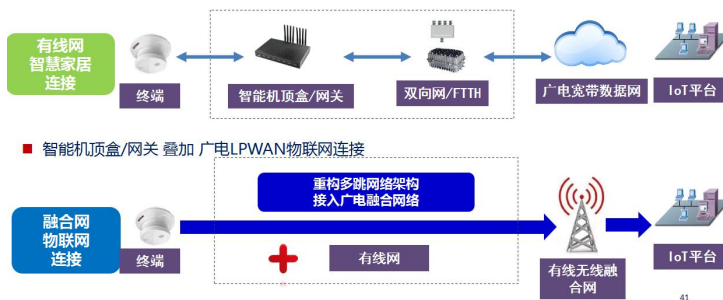 有线网
智慧家居
连接
终端
智能机顶盒/网关
双向网/FTTH
广电宽带数据网
IoT平台
智能机顶盒/网关 叠加 广电LPWAN物联网连接
重构多跳网络架构
接入广电融合网络
融合网
物联网
连接
终端
有线网
有线无线融
合网
IoT平台
41